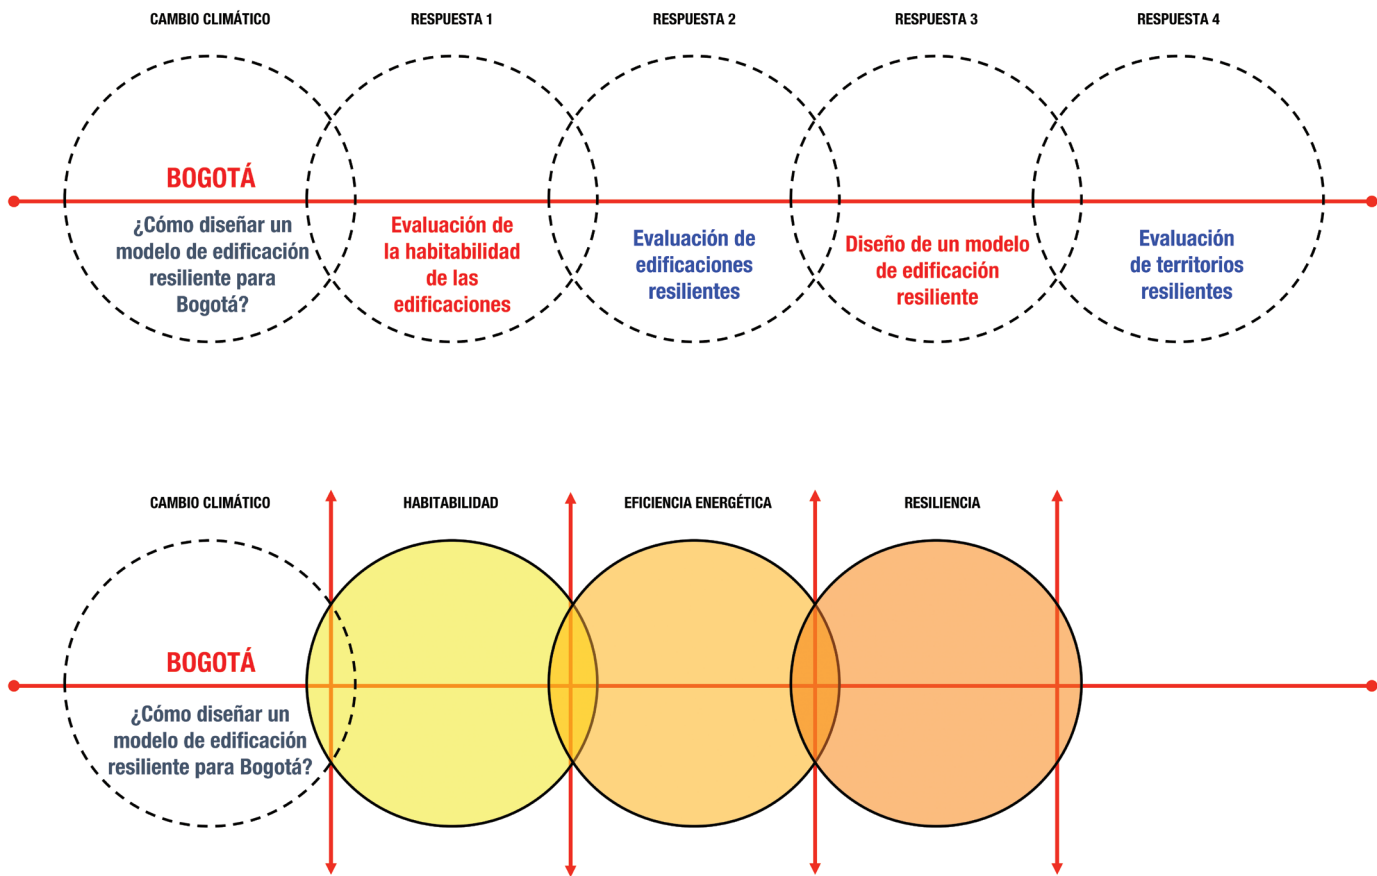 CAMBIO CLIMÁTICO
RESPUESTA 1
RESPUESTA 2
RESPUESTA 3
RESPUESTA 4
BOGOTÁ
¿Cómo diseñar un
modelo de edificación
resiliente para
Bogotá?
Evaluación de
la habitabilidad
de las
edificaciones
Evaluación de
edificaciones
resilientes
Diseño de un modelo
de edificación
resiliente
Evaluación
de territorios
resilientes
CAMBIO CLIMÁTICO
HABITABILIDAD
EFICIENCIA ENERGÉTICA
RESILIENCIA
BOGOTÁ
¿Cómo diseñar un
modelo de edificación
resiliente para Bogotá?